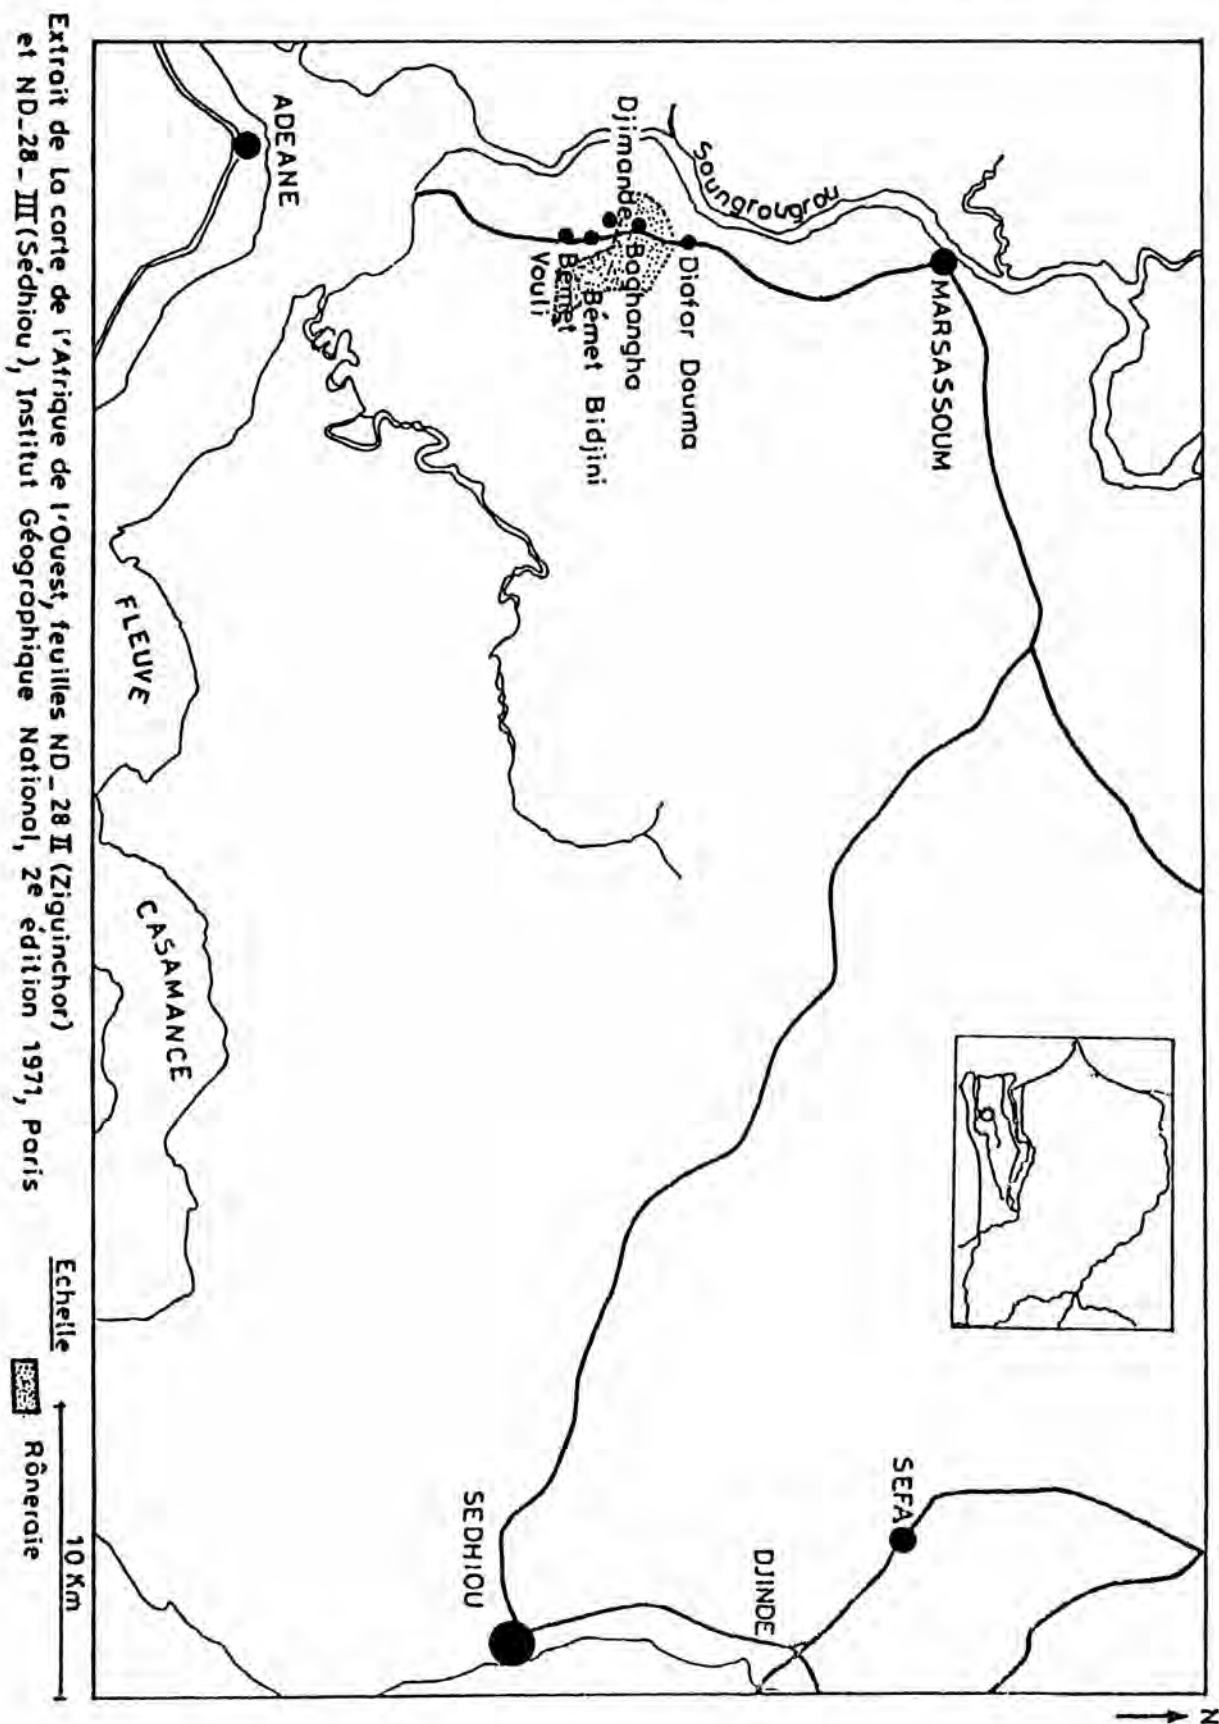 N
MARSASSOUM
Soungrougrou
SEFA
DJINDE
Diafar Douma
Baghangha
Djimande
Bémet Bidjini
Bémet
Vouli
SEDHIOU
ADEANE
FLEUVE
CASAMANCE
Extrait de la carte de l'Afrique de l'Ouest, feuilles ND_28 II (Ziguinchor)
et ND_28_III (Sédhiou), Institut Géographique National, 2e édition 1971, Paris
Echelle
10 Km
Rôneraie